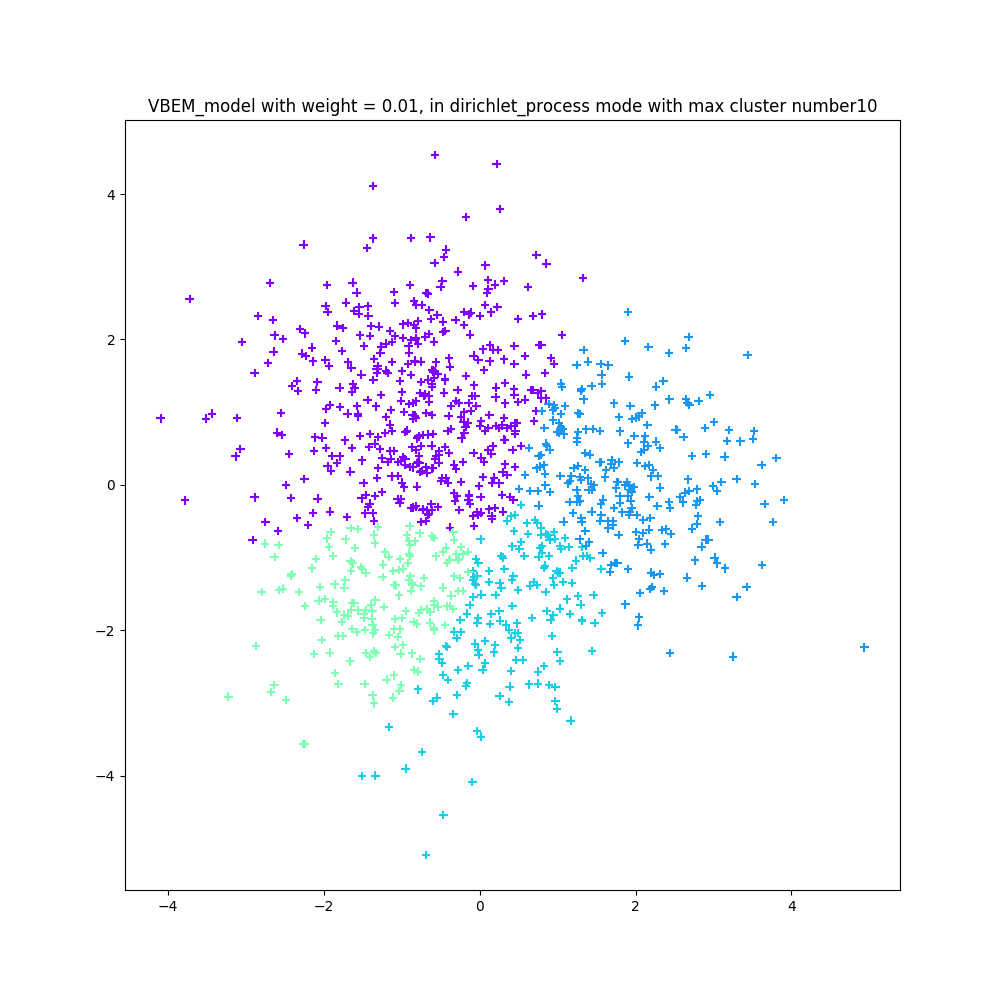 VBEM_model with weight = 0.01, in dirichlet_process mode with max cluster number10
4
2
0
−2
−4
−4 −2 0 2 4